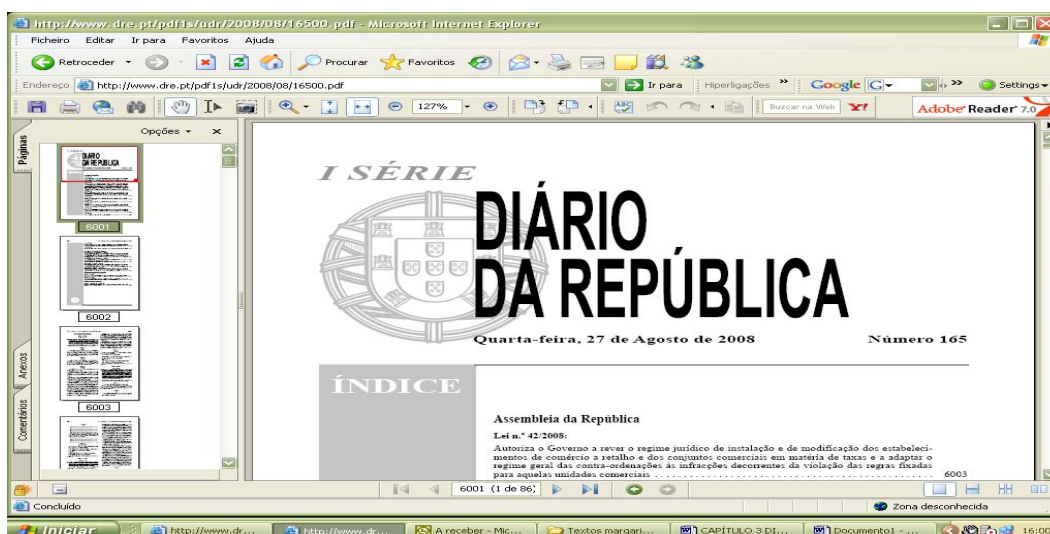 http://www.dre.pt/pdf1s/udr/2008/08/16500.pdf - Microsoft Internet Explorer
Ficheiro Editar Ir para Favoritos Ajuda
Retroceder Procurar Favoritos
Endereço http://www.dre.pt/pdf1s/udr/2008/08/16500.pdf Ir para Hiperligações » Google G » Settings
127% Buscar na Web Y! Adobe Reader 7.0
Opções x
Páginas
6001
6002
6003
Anexos
Comentários
I SÉRIE
DIÁRIO
DA REPÚBLICA
Quarta-feira, 27 de Agosto de 2008 Número 165
ÍNDICE
Assembleia da República
Lei n.º 42/2008:
Autoriza o Governo a rever o regime jurídico de instalação e de modificação dos estabeleci-
mentos de comércio a retalho e dos conjuntos comerciais em matéria de taxas e a adaptar o
regime geral das contra-ordenações às infracções decorrentes da violação das regras fixadas
para aquelas unidades comerciais . . . . . . . . . . . . . . . . . . . . 6003
6001 (1 de 86)
Concluído Zona desconhecida
Iniciar http://www.dr... http://www.dr... A receber - Mic... Textos margari... CAPÍTULO 3 DI... Documento1 - ... 16:00